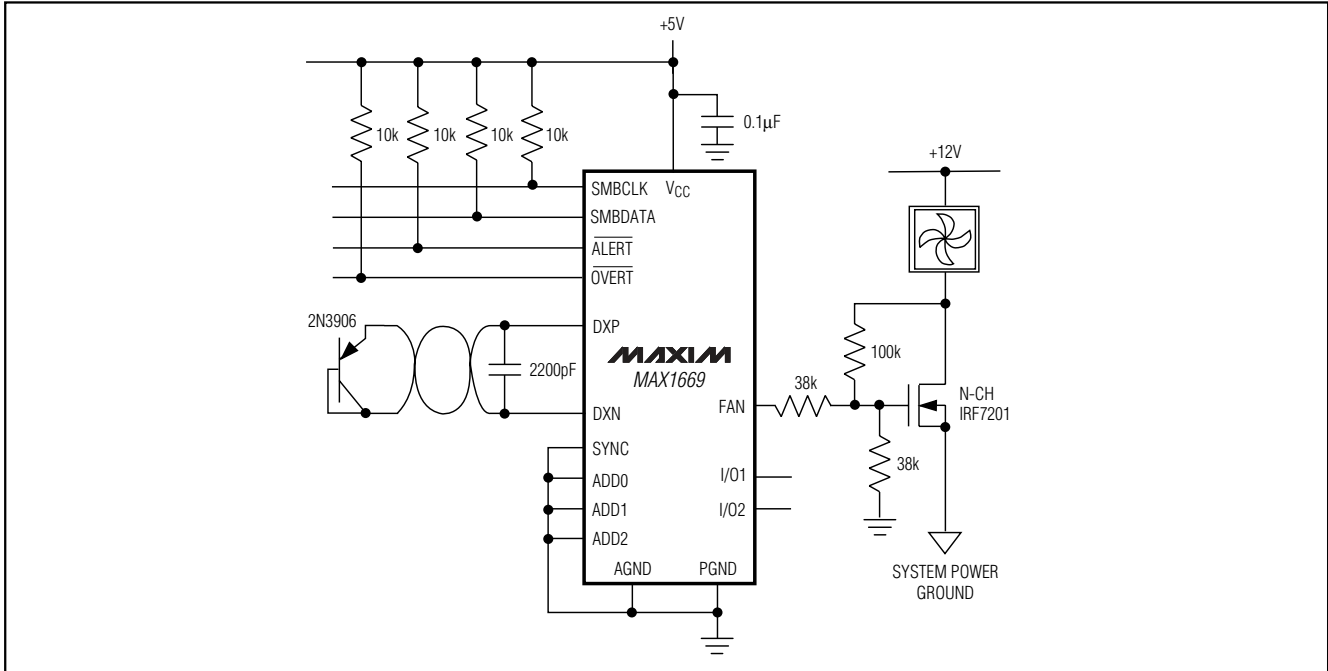 +5V
10k
10k
10k
10k
0.1µF
+12V
SMBCLK
VCC
SMBDATA
ALERT
OVERT
2N3906
DXP
2200pF
MAXIM
MAX1669
100k
38k
N-CH
IRF7201
FAN
DXN
38k
SYNC
ADD0
I/O1
ADD1
I/O2
ADD2
AGND
PGND
SYSTEM POWER
GROUND